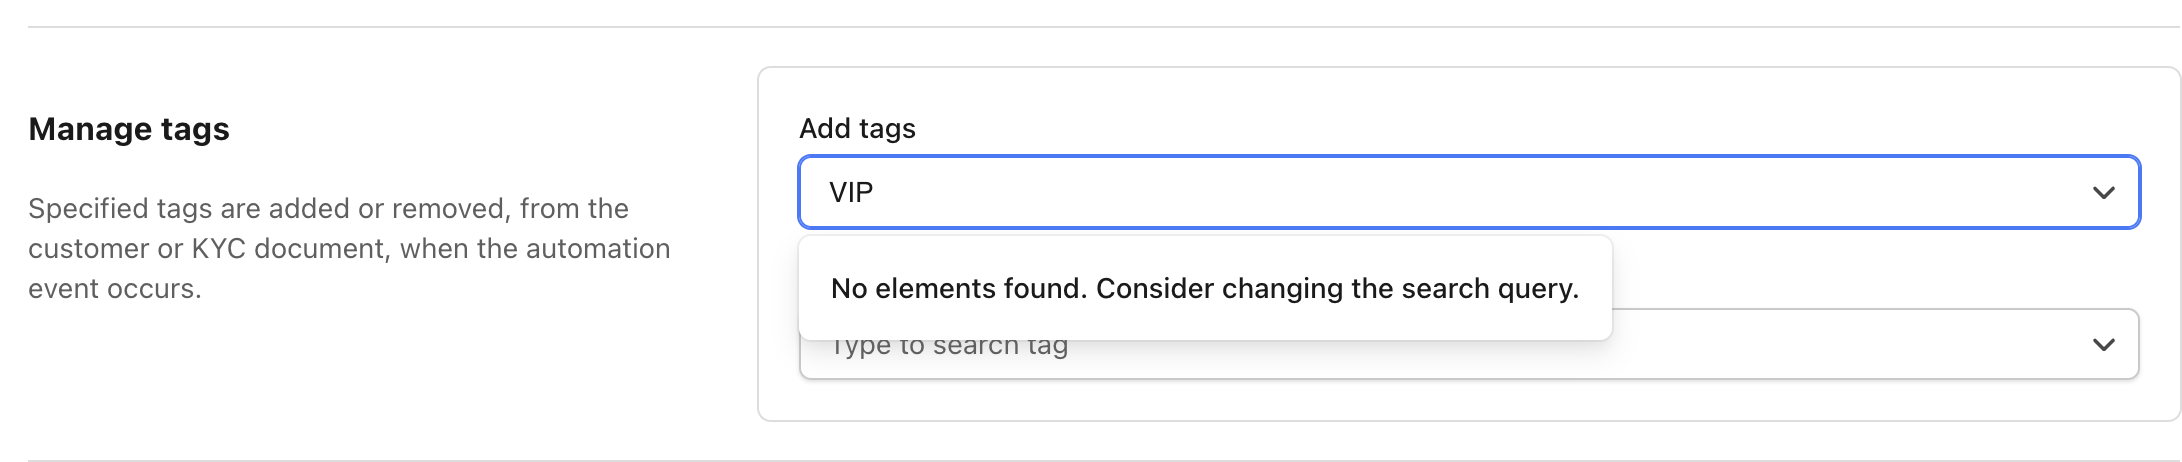 Manage tags
Specified tags are added or removed, from the
customer or KYC document, when the automation
event occurs.
Add tags
VIP
No elements found. Consider changing the search query.
Type to search tag